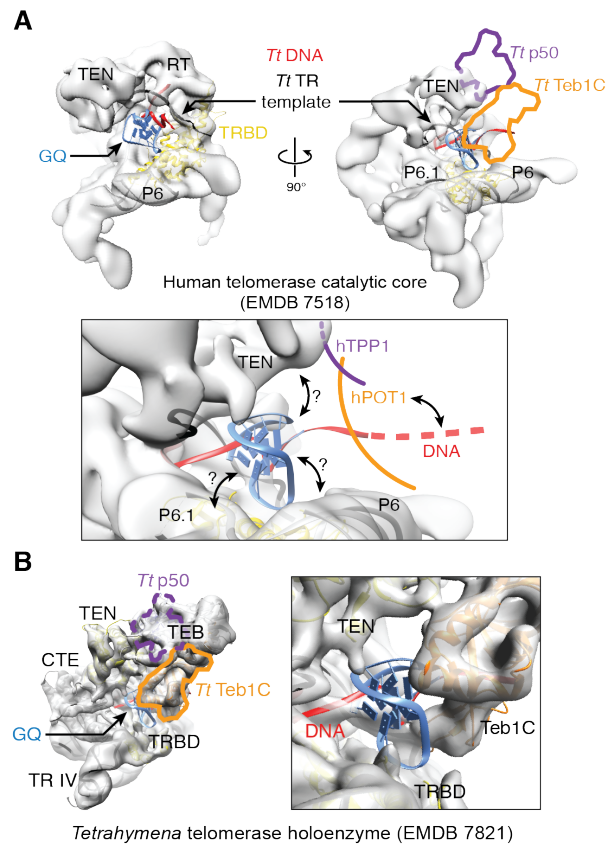 A
TEN
RT
Tt DNA
Tt TR
template
TRBD
GQ
P6
90°
Tt p50
TEN
Tt Teb1C
P6.1
P6
Human telomerase catalytic core
(EMDB 7518)
TEN
hTPP1
?
hPOT1
DNA
?
?
P6.1
P6
B
Tt p50
TEN
TEB
CTE
Tt Teb1C
GQ
TRBD
TR IV
TEN
DNA
Teb1C
TRBD
Tetrahymena telomerase holoenzyme (EMDB 7821)